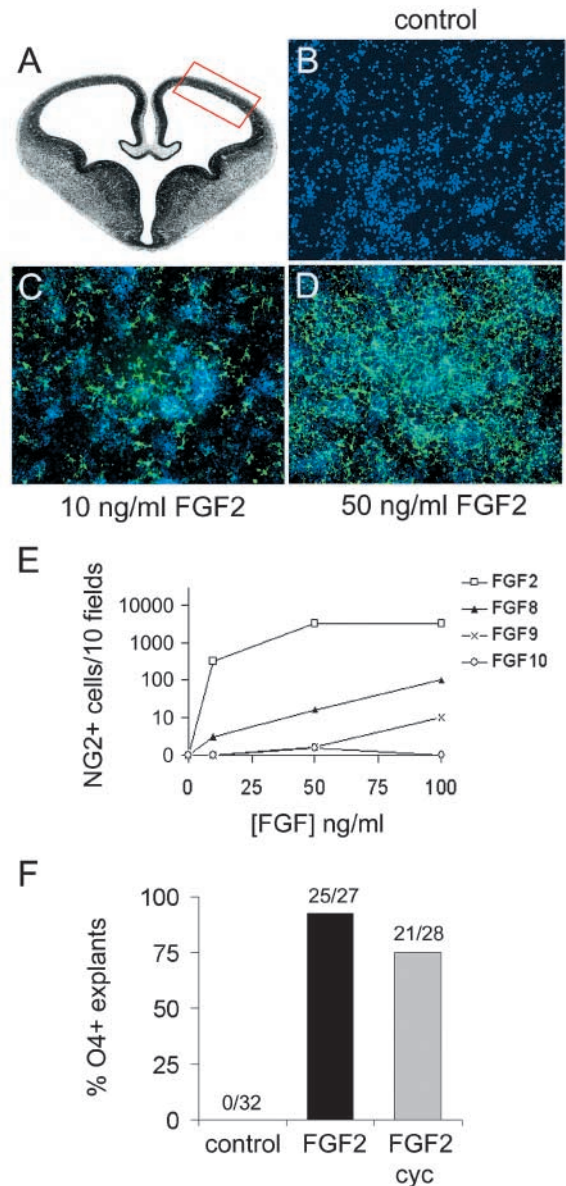 control
A
B
C
D
10 ng/ml FGF2
50 ng/ml FGF2
E
NG2+ cells/10 fields
10000
1000
100
10
0
0
25
50
75
100
[FGF] ng/ml
FGF2
FGF8
FGF9
FGF10
F
% O4+ explants
100
75
50
25
0
0/32
25/27
21/28
control
FGF2
FGF2
cyc